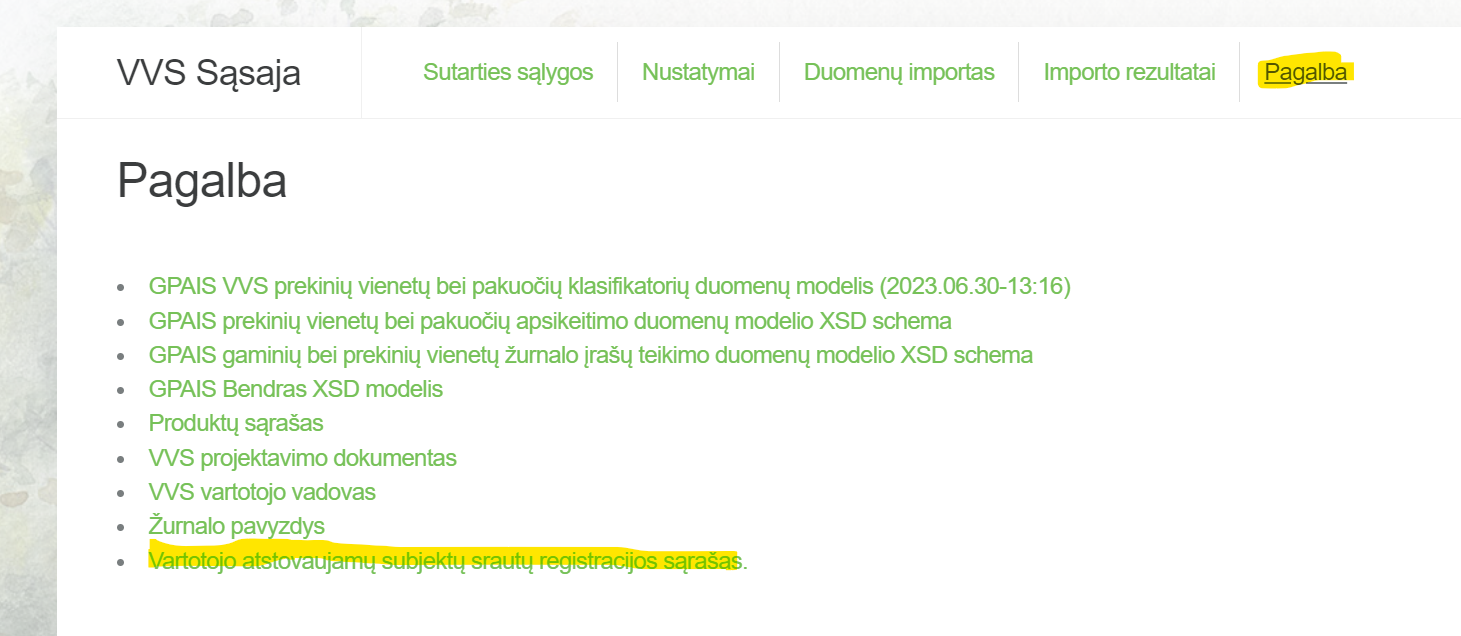 VVS Sąsaja
Sutarties sąlygos
Nustatymai
Duomenų importas
Importo rezultatai
Pagalba
Pagalba
GPAIS VVS prekinių vienetų bei pakuočių klasifikatorių duomenų modelis (2023.06.30-13:16)
GPAIS prekinių vienetų bei pakuočių apsikeitimo duomenų modelio XSD schema
GPAIS gaminių bei prekinių vienetų žurnalo įrašų teikimo duomenų modelio XSD schema
GPAIS Bendras XSD modelis
Produktų sąrašas
VVS projektavimo dokumentas
VVS vartotojo vadovas
Žurnalo pavyzdys
Vartotojo atstovaujamų subjektų srautų registracijos sąrašas.